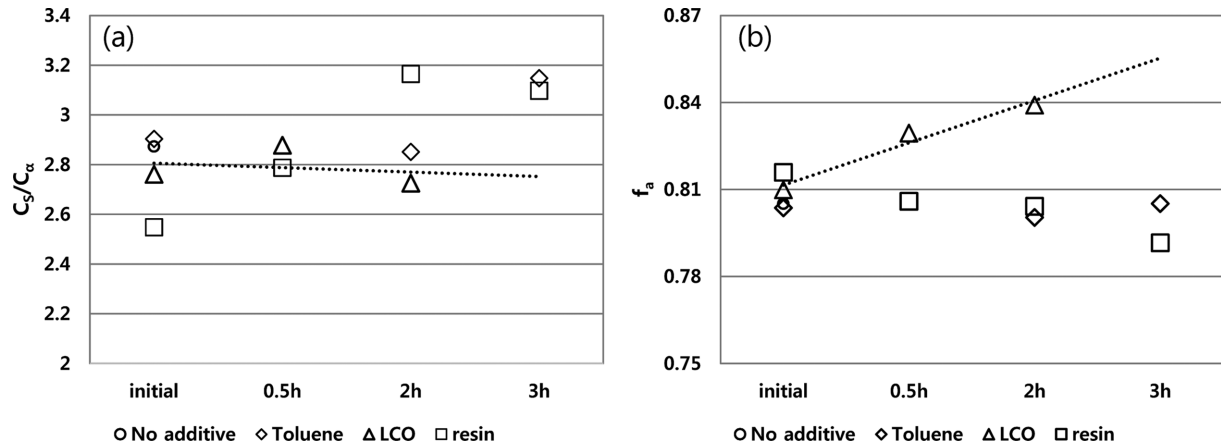 (a)
3.4
3.2
3
2.8
2.6
2.4
2.2
2
Cₛ/Cα
initial 0.5h 2h 3h
No additive Toluene LCO resin
(b)
0.87
0.84
0.81
0.78
0.75
fₐ
initial 0.5h 2h 3h
No additive Toluene LCO resin